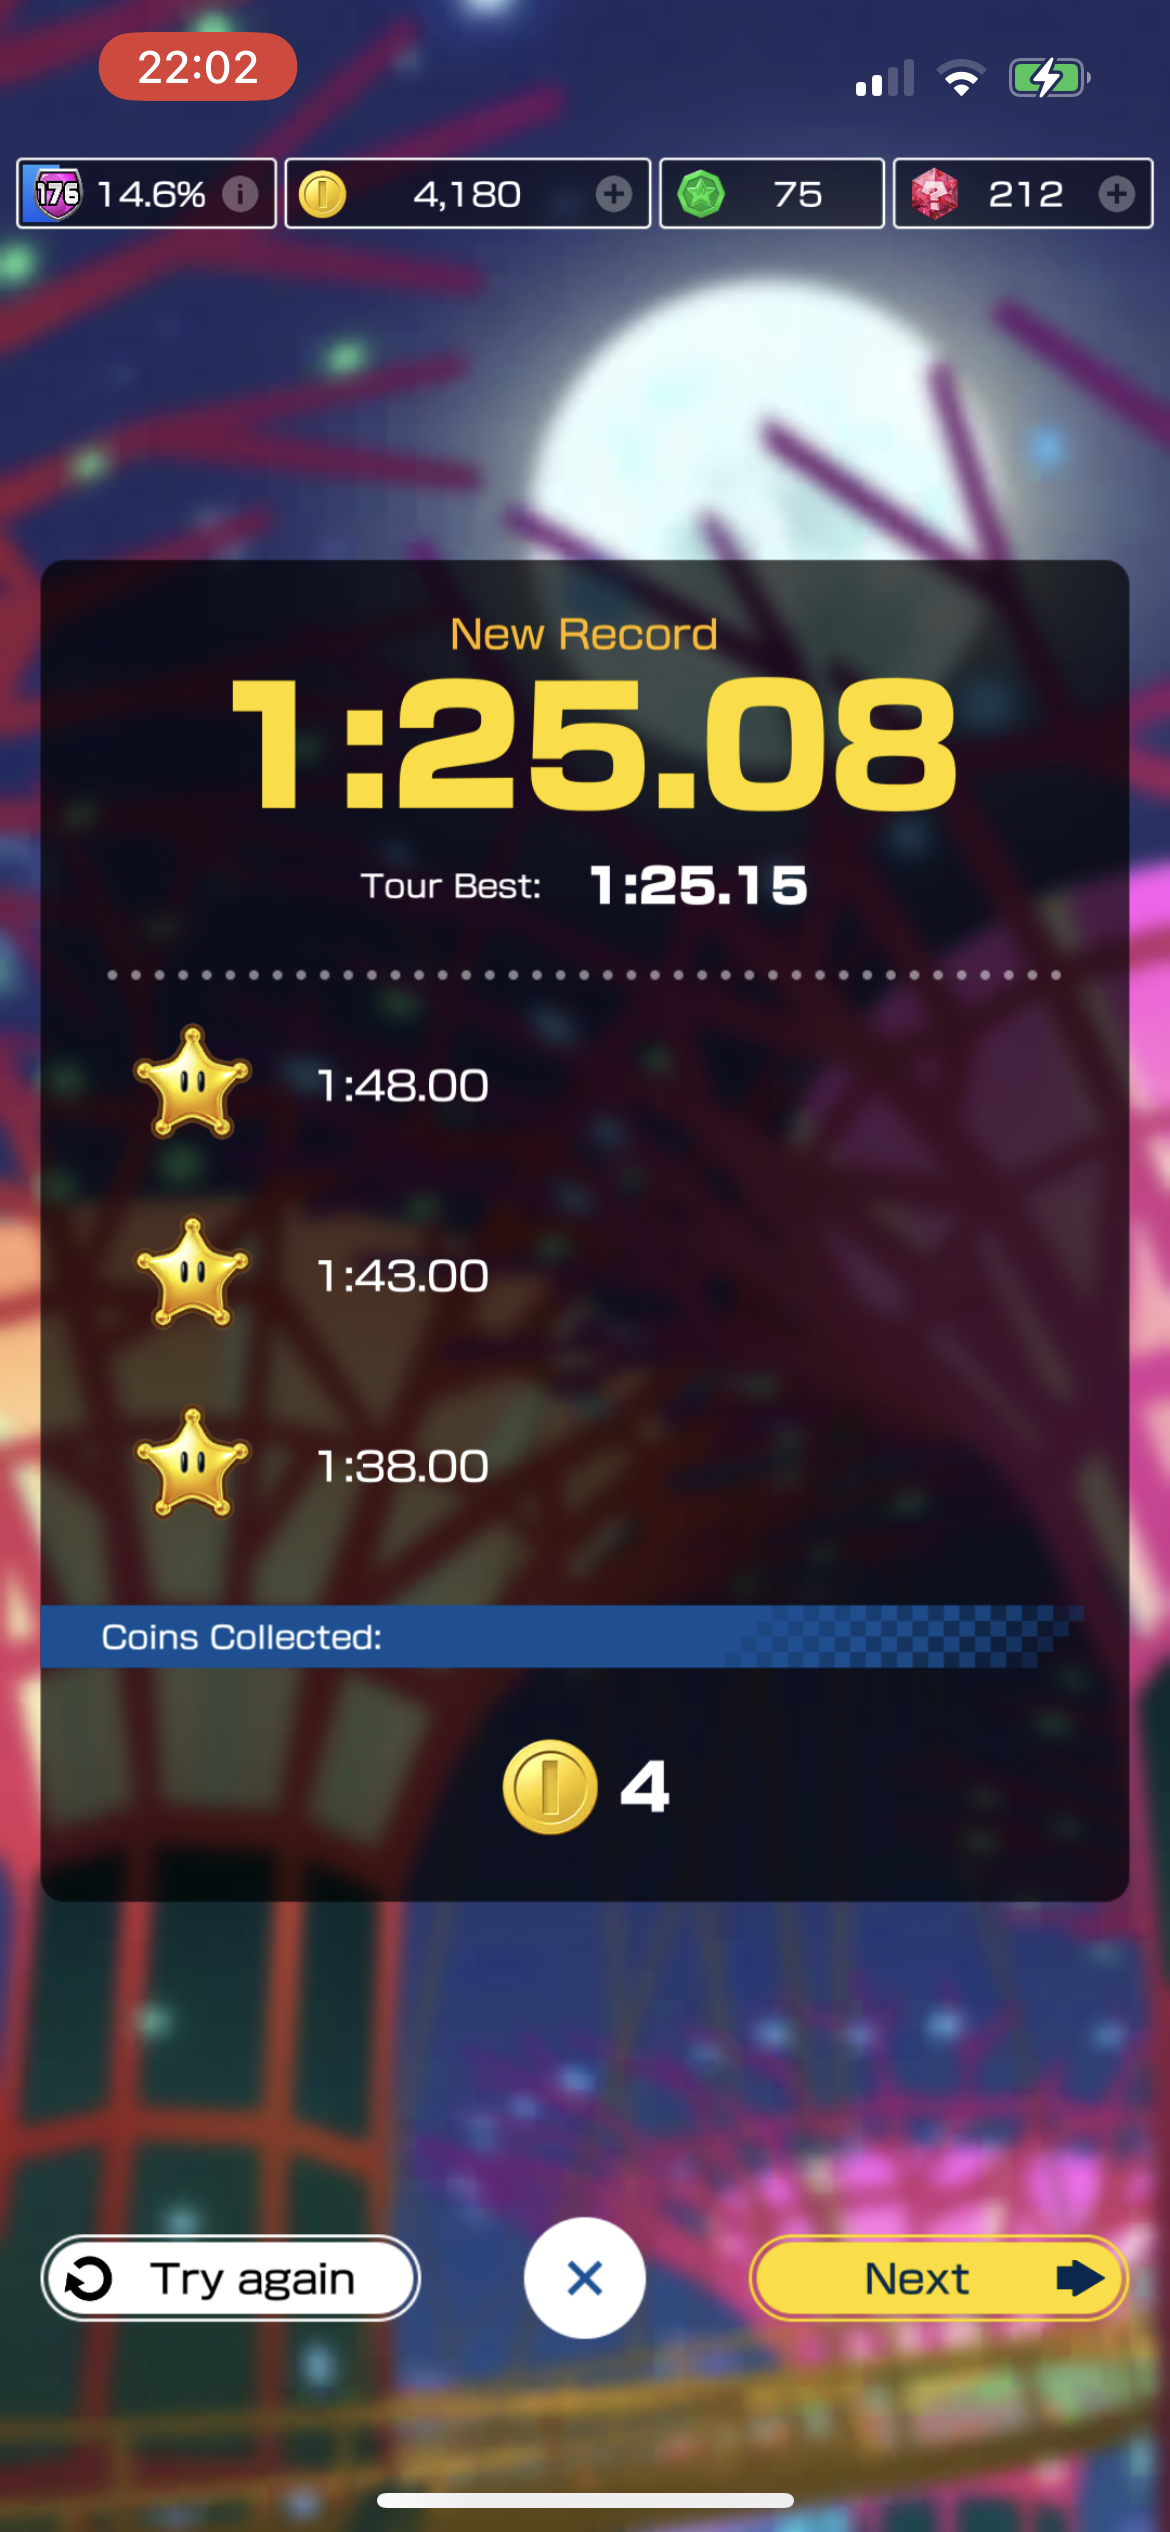 22:02
176 14.6% i 4,180 + 75 ? 212 +
New Record
1:25.08
Tour Best: 1:25.15
1:48.00
1:43.00
1:38.00
Coins Collected:
4
Try again × Next